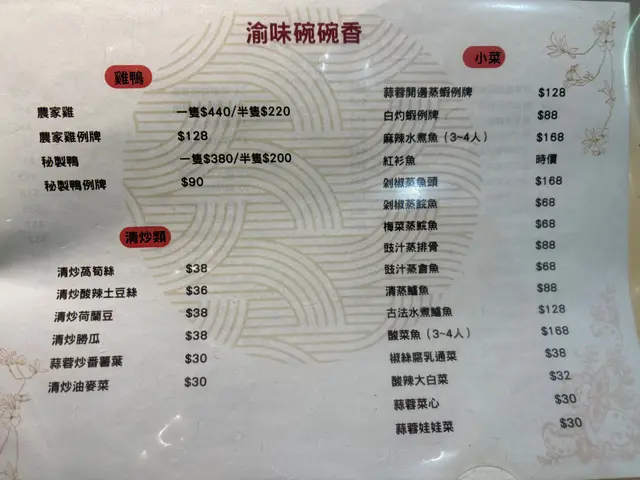 渝味碗碗香
雞鴨
農家雞 一隻$440/半隻$220
農家雞例牌 $128
秘製鴨 一隻$380/半隻$200
秘製鴨例牌 $90
清炒類
清炒萵筍絲 $38
清炒酸辣土豆絲 $36
清炒荷蘭豆 $38
清炒勝瓜 $38
蒜蓉炒番薯葉 $30
清炒油麥菜 $30
小菜
蒜蓉開邊蒸蝦例牌 $128
白灼蝦例牌 $88
麻辣水煮魚（3~4人） $168
紅衫魚 時價
剁椒蒸魚頭 $168
剁椒蒸鯇魚 $68
梅菜蒸鯇魚 $68
豉汁蒸排骨 $88
豉汁蒸倉魚 $68
清蒸鱸魚 $88
古法水煮鱸魚 $128
酸菜魚（3~4人） $168
椒絲腐乳通菜 $38
酸辣大白菜 $32
蒜蓉菜心 $30
蒜蓉娃娃菜 $30